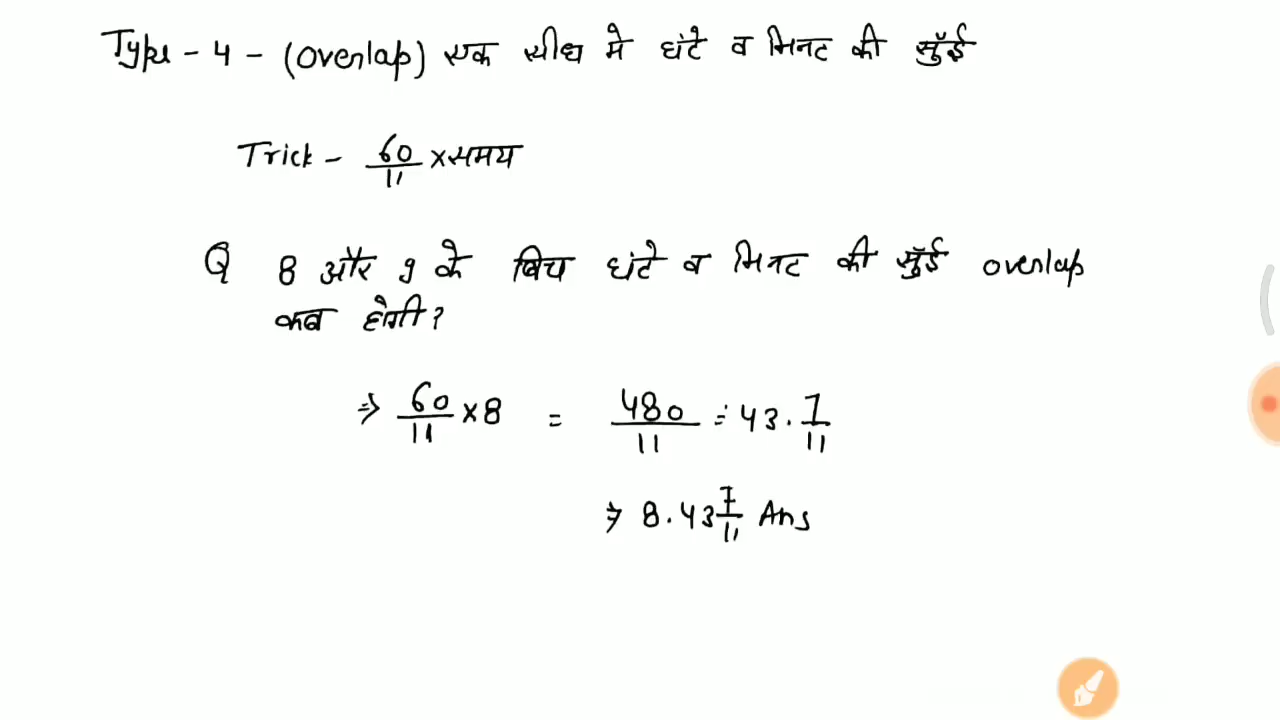 Type - 4 - (overlap) एक सीध मे घंटे व मिनट की सुँई
Trick - 60/11 × समय
Q 8 और 9 के बिच घंटे व मिनट की सुँई overlap
कब होगी?
⇒ 60/11 × 8 = 480/11 = 43. 7/11
⇒ 8.43 7/11 Ans